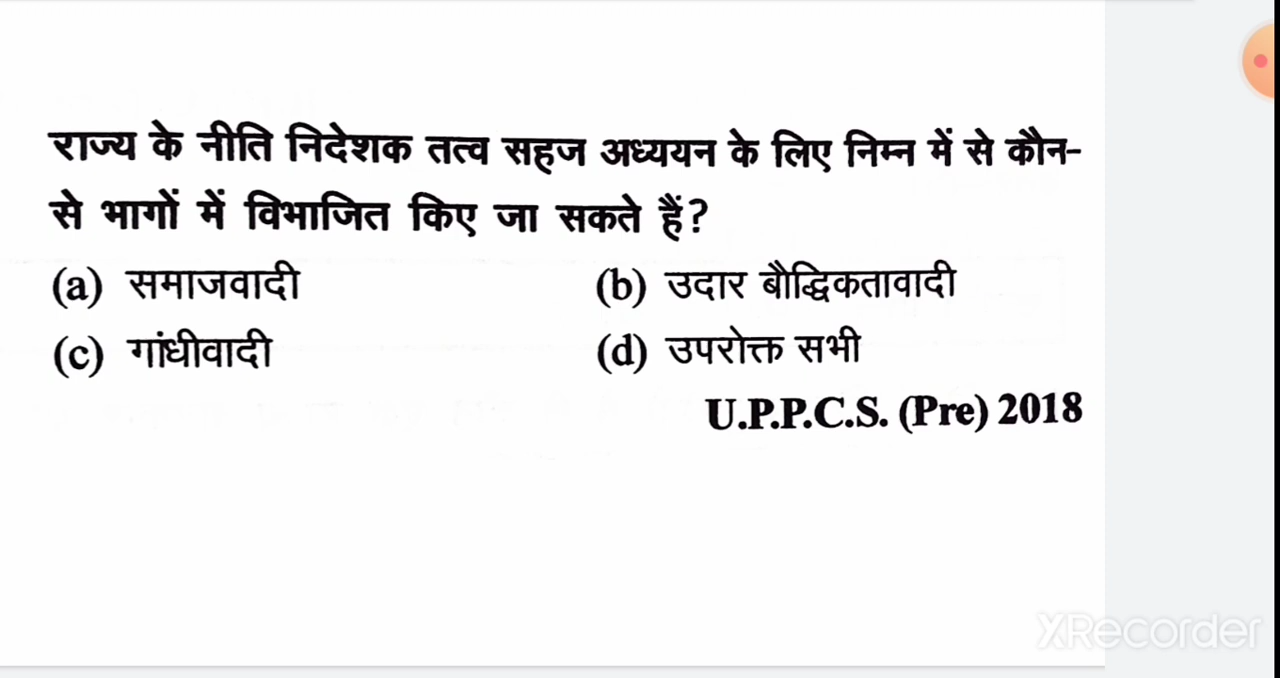 राज्य के नीति निदेशक तत्व सहज अध्ययन के लिए निम्न में से कौन-
से भागों में विभाजित किए जा सकते हैं?
(a) समाजवादी (b) उदार बौद्धिकतावादी
(c) गांधीवादी (d) उपरोक्त सभी
U.P.P.C.S. (Pre) 2018
XRecorder